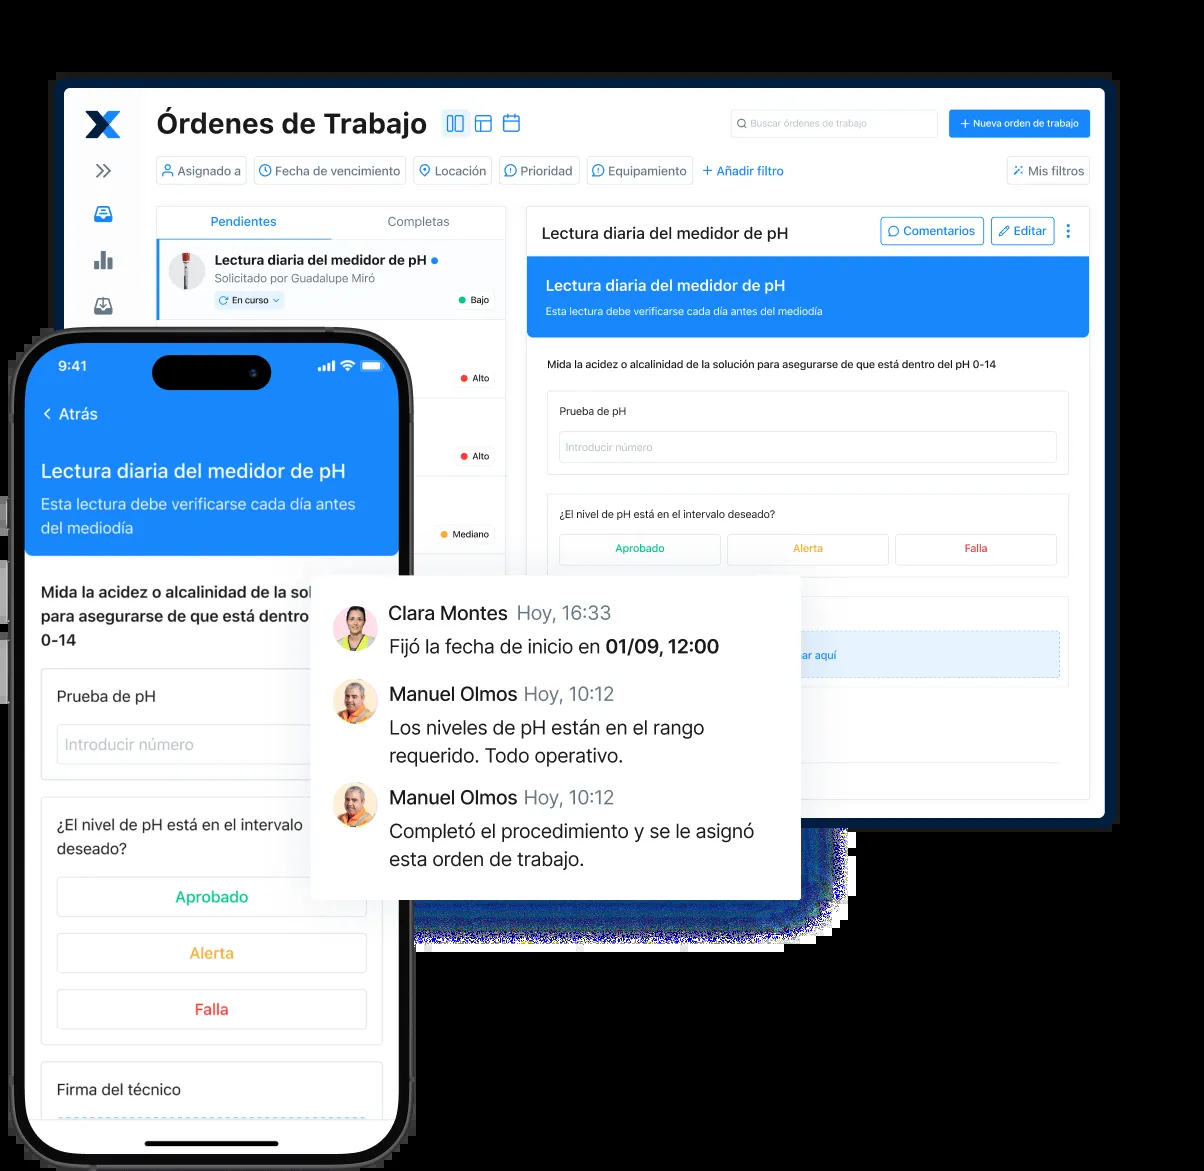 Órdenes de Trabajo
Buscar órdenes de trabajo
+ Nueva orden de trabajo
Asignado a
Fecha de vencimiento
Locación
Prioridad
Equipamiento
+ Añadir filtro
Mis filtros
Pendientes
Completas
Lectura diaria del medidor de pH
Solicitado por Guadalupe Miró
En curso
Bajo
Alto
Alto
Mediano
Lectura diaria del medidor de pH
Comentarios
Editar
Lectura diaria del medidor de pH
Esta lectura debe verificarse cada día antes del mediodía
Mida la acidez o alcalinidad de la solución para asegurarse de que está dentro del pH 0-14
Prueba de pH
Introducir número
¿El nivel de pH está en el intervalo deseado?
Aprobado
Alerta
Falla
aquí
9:41
Atrás
Lectura diaria del medidor de pH
Esta lectura debe verificarse cada día antes
del mediodía
Mida la acidez o alcalinidad de la
para asegurarse de que está dentro
0-14
Prueba de pH
Introducir número
¿El nivel de pH está en el intervalo
deseado?
Aprobado
Alerta
Falla
Firma del técnico
Clara Montes Hoy, 16:33
Fijó la fecha de inicio en 01/09, 12:00
Manuel Olmos Hoy, 10:12
Los niveles de pH están en el rango
requerido. Todo operativo.
Manuel Olmos Hoy, 10:12
Completó el procedimiento y se le asignó
esta orden de trabajo.